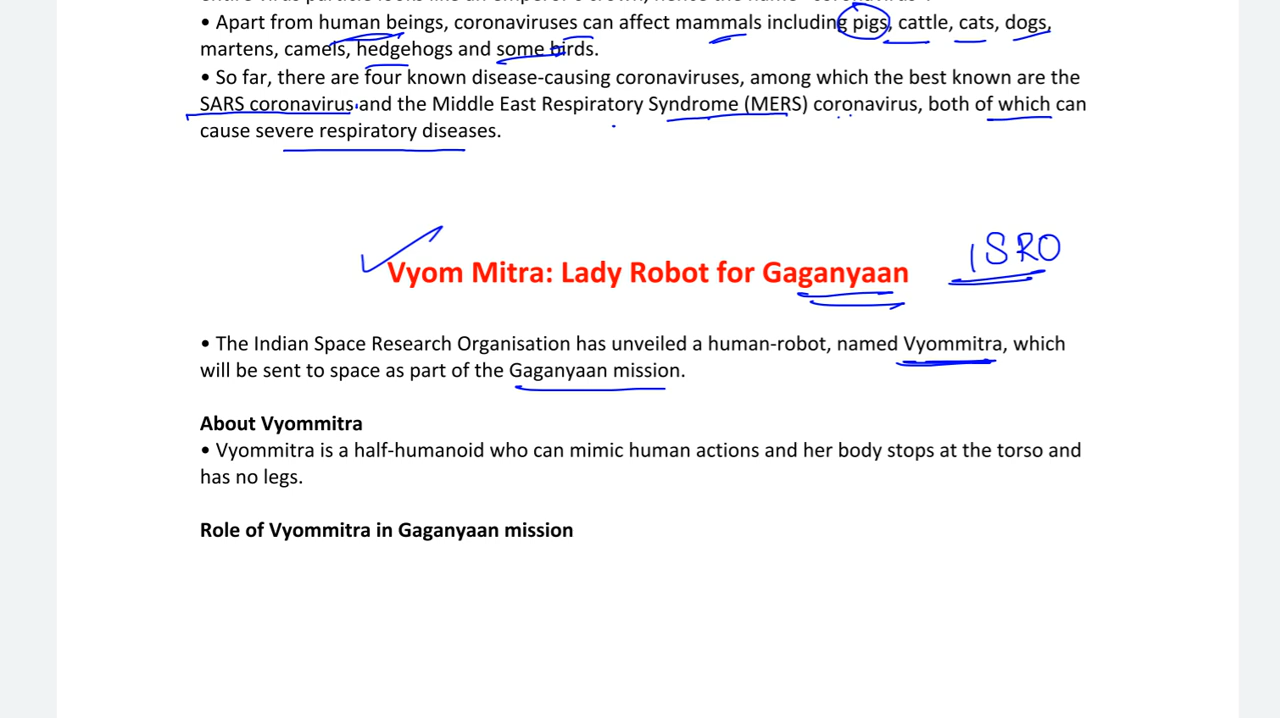 • Apart from human beings, coronaviruses can affect mammals including pigs, cattle, cats, dogs,
martens, camels, hedgehogs and some birds.
• So far, there are four known disease-causing coronaviruses, among which the best known are the
SARS coronavirus and the Middle East Respiratory Syndrome (MERS) coronavirus, both of which can
cause severe respiratory diseases.
ISRO
Vyom Mitra: Lady Robot for Gaganyaan
• The Indian Space Research Organisation has unveiled a human-robot, named Vyommitra, which
will be sent to space as part of the Gaganyaan mission.
About Vyommitra
• Vyommitra is a half-humanoid who can mimic human actions and her body stops at the torso and
has no legs.
Role of Vyommitra in Gaganyaan mission